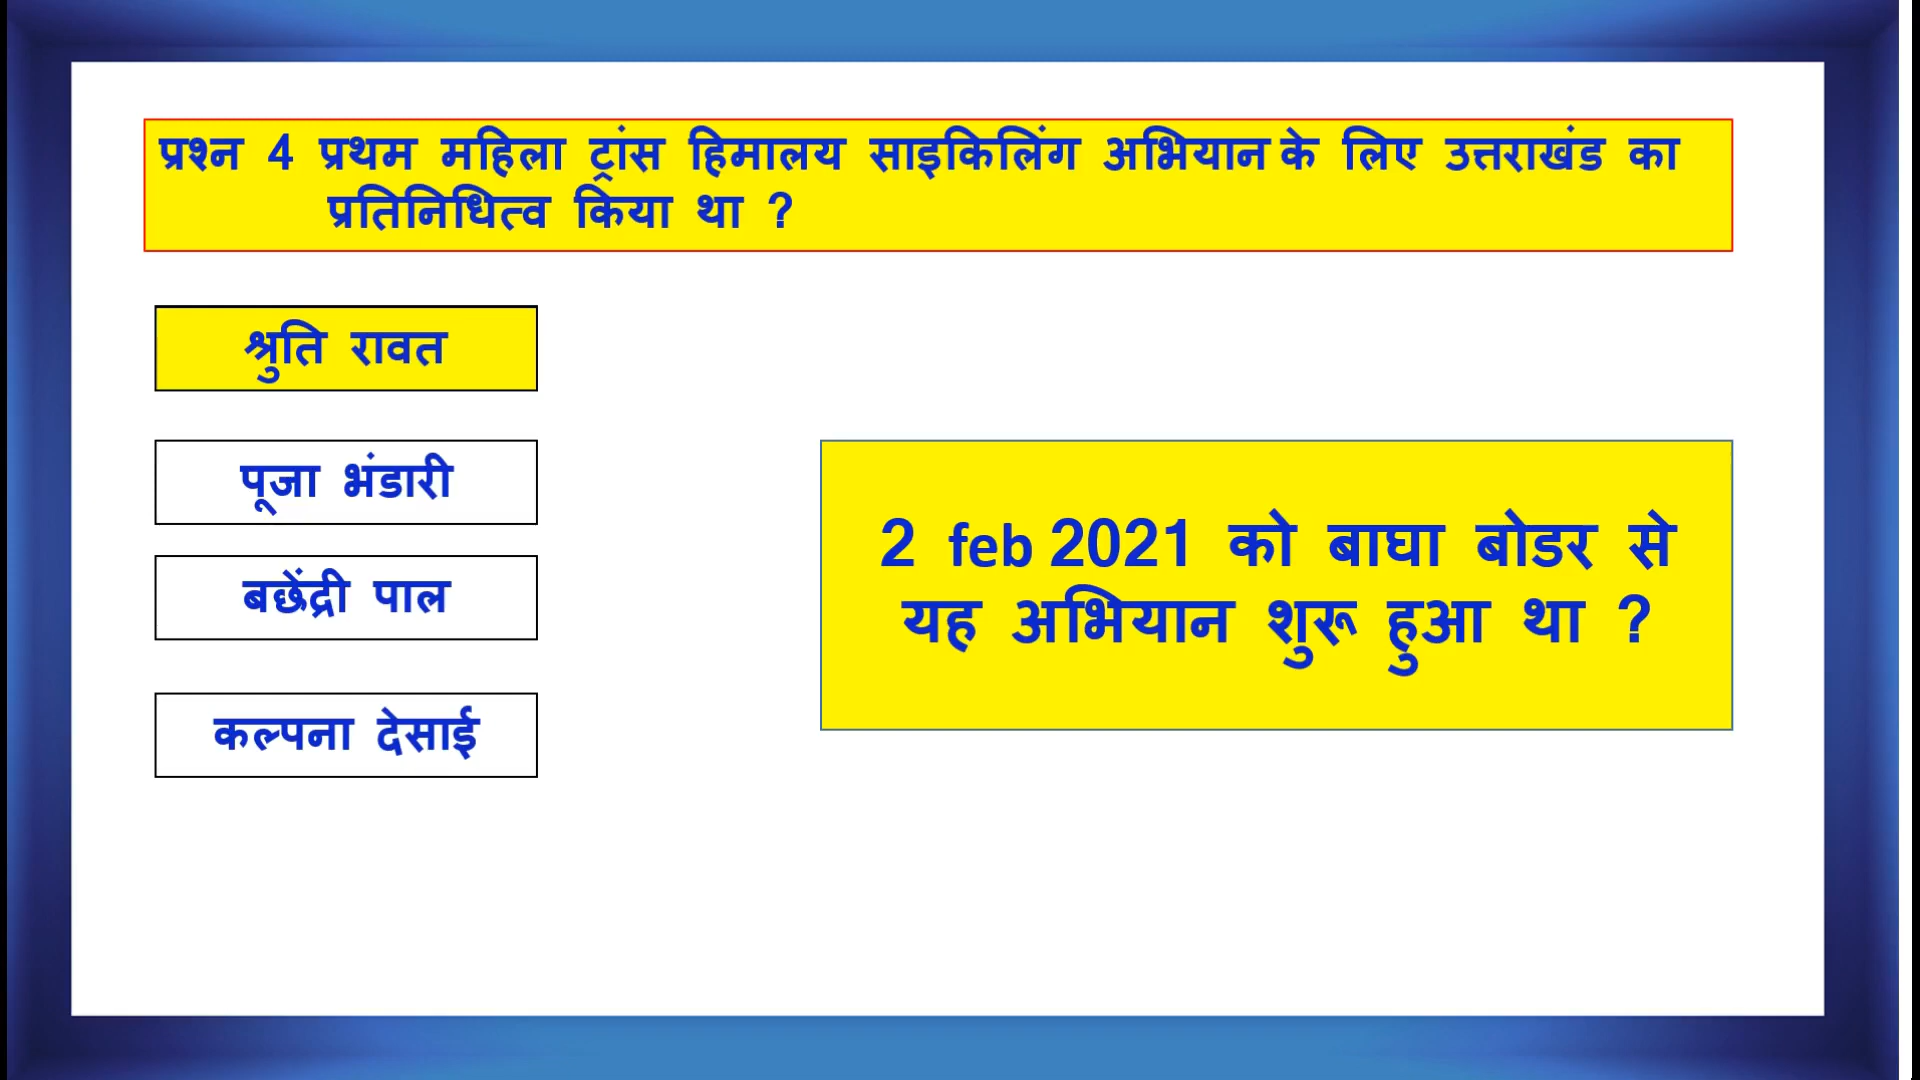 प्रश्न 4 प्रथम महिला ट्रांस हिमालय साइकिलिंग अभियान के लिए उत्तराखंड का
प्रतिनिधित्व किया था ?
श्रुति रावत
पूजा भंडारी
बछेंद्री पाल
कल्पना देसाई
2 feb 2021 को बाघा बोडर से
यह अभियान शुरू हुआ था ?